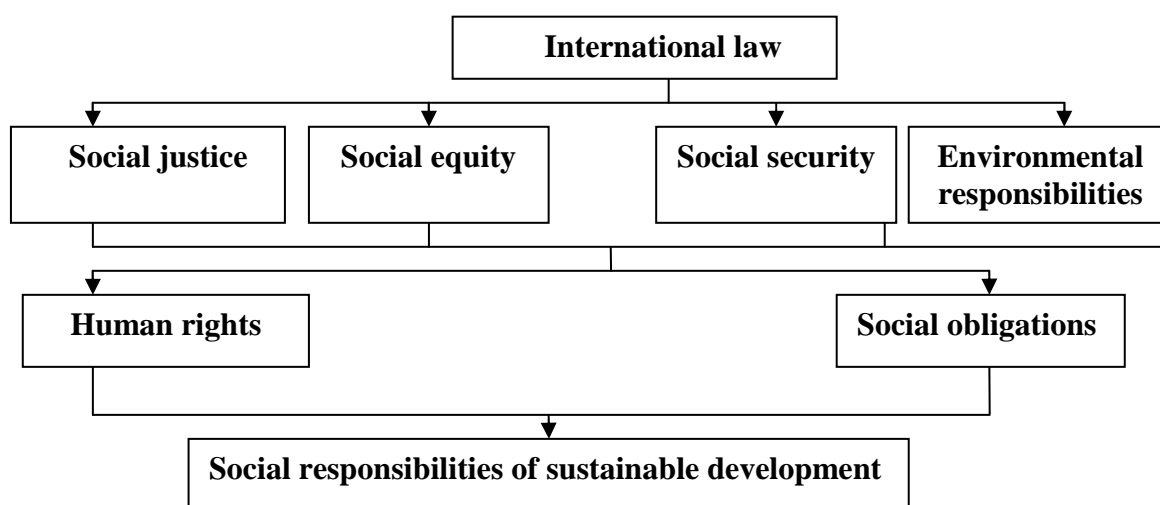 International law
Social justice
Social equity
Social security
Environmental
responsibilities
Human rights
Social obligations
Social responsibilities of sustainable development